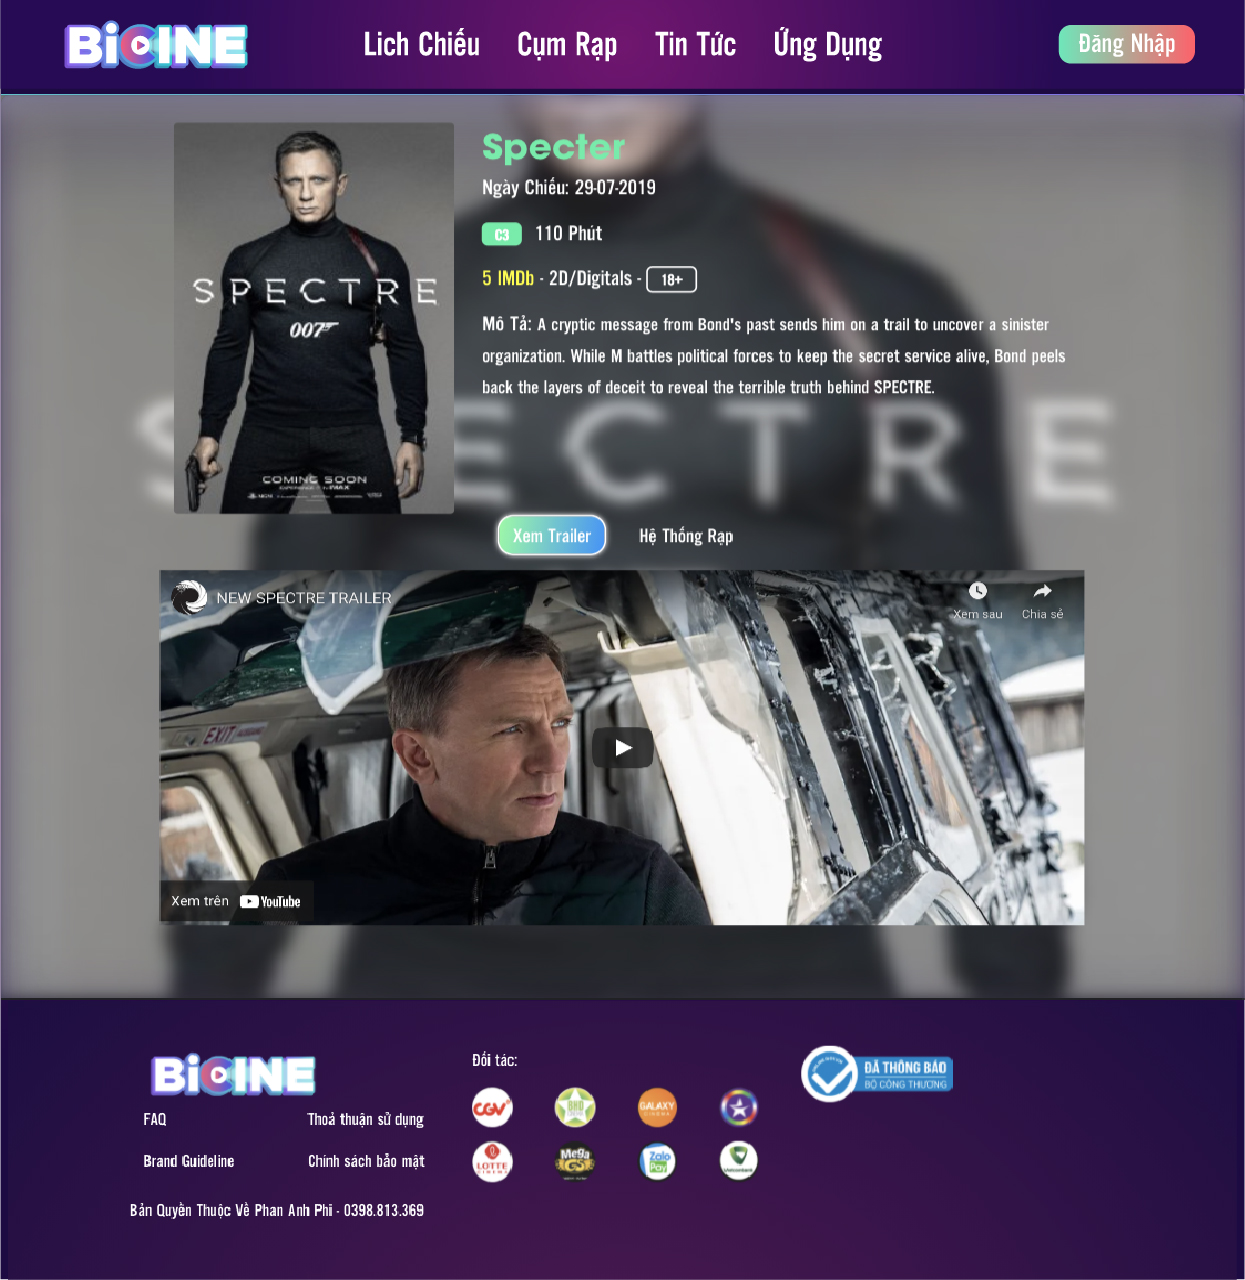 BiCINE
Lich Chiếu
Cụm Rạp
Tin Tức
Ứng Dụng
Đăng Nhập
SPECTRE
007
COMING SOON
Specter
Ngày Chiếu: 29-07-2019
C3 110 Phút
5 IMDb - 2D/Digitals - 18+
Mô Tả: A cryptic message from Bond's past sends him on a trail to uncover a sinister
organization. While M battles political forces to keep the secret service alive, Bond peels
back the layers of deceit to reveal the terrible truth behind SPECTRE.
SPECTRE
Xem Trailer
Hệ Thống Rạp
NEW SPECTRE TRAILER
Xem sau
Chia sẻ
EXIT
Xem trên YouTube
BiCINE
FAQ
Thoả thuận sử dụng
Brand Guideline
Chính sách bảo mật
Bản Quyền Thuộc Về Phan Anh Phi - 0398.813.369
Đối tác:
CGV
BHD
GALAXY
CINEMA
LOTTE
CINEMA
Mega
GS
Zalo
Pay
Vietcombank
ĐÃ THÔNG BÁO
BỘ CÔNG THƯƠNG